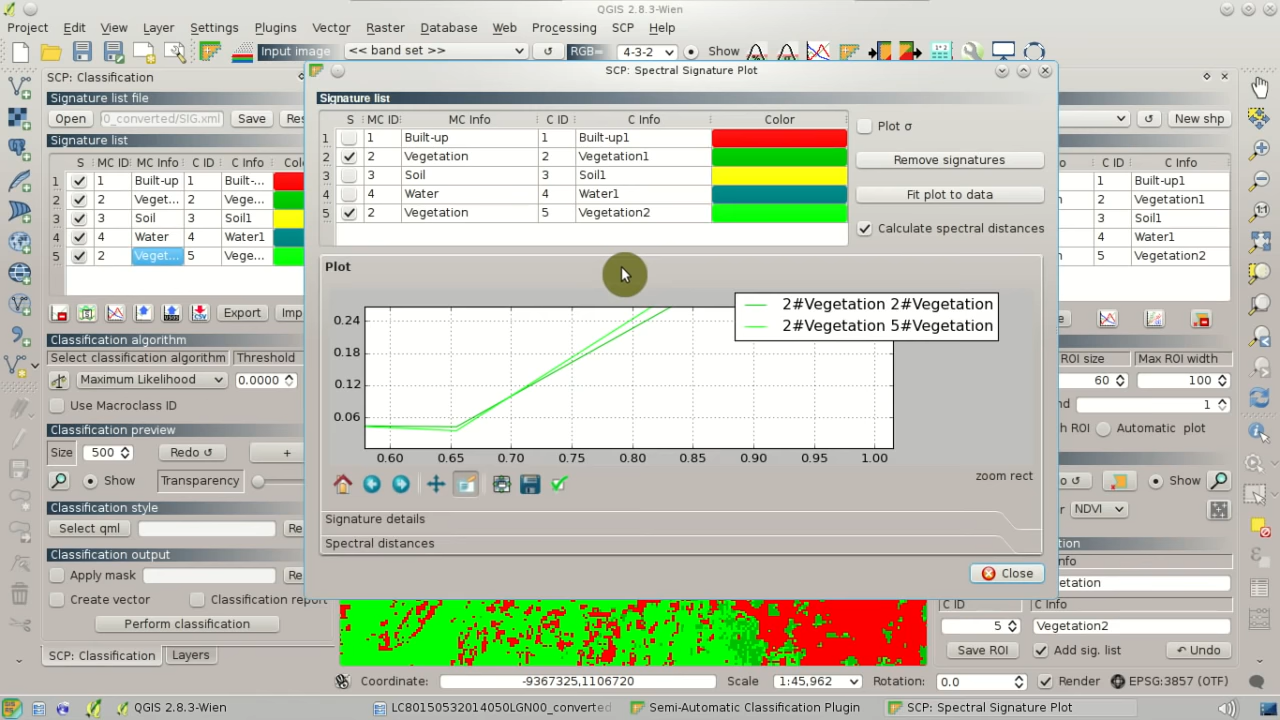 QGIS 2.8.3-Wien
Project Edit View Layer Settings Plugins Vector Raster Database Web Processing SCP Help
Input image << band set >> RGB= 4-3-2 Show
SCP: Classification
Signature list file
Open 0_converted/SIG.xml Save Res
Signature list
S MC ID MC Info C ID C Info Colo
1 1 Built-up 1 Built-...
2 2 Veget... 2 Veget...
3 3 Soil 3 Soil1
4 4 Water 4 Water1
5 2 Veget... 5 Vege...
Export Imp
Classification algorithm
Select classification algorithm Threshold
Maximum Likelihood 0.0000
Use Macroclass ID
Classification preview
Size 500 Redo ↺ +
Show Transparency
Classification style
Select qml Re
Classification output
Apply mask Re
Create vector Classification report
Perform classification
SCP: Classification Layers
SCP: Spectral Signature Plot
Signature list
S MC ID MC Info C ID C Info Color
1 1 Built-up 1 Built-up1
2 2 Vegetation 2 Vegetation1
3 3 Soil 3 Soil1
4 4 Water 4 Water1
5 2 Vegetation 5 Vegetation2
Plot σ
Remove signatures
Fit plot to data
Calculate spectral distances
Plot
2#Vegetation 2#Vegetation
2#Vegetation 5#Vegetation
0.24
0.18
0.12
0.06
0.60 0.65 0.70 0.75 0.80 0.85 0.90 0.95 1.00
zoom rect
Signature details
Spectral distances
Close
New shp
C ID C Info
1 Built-up1
2 Vegetation1
3 Soil1
4 Water1
5 Vegetation2
ROI size Max ROI width
60 100
1
ROI Automatic plot
Show
NDVI
C ID C Info
5 Vegetation2
Save ROI Add sig. list Undo
Coordinate: -9367325,1106720 Scale 1:45,962 Rotation: 0.0 Render EPSG:3857 (OTF)
QGIS 2.8.3-Wien LC80150532014050LGN00_converted Semi-Automatic Classification Plugin SCP: Spectral Signature Plot